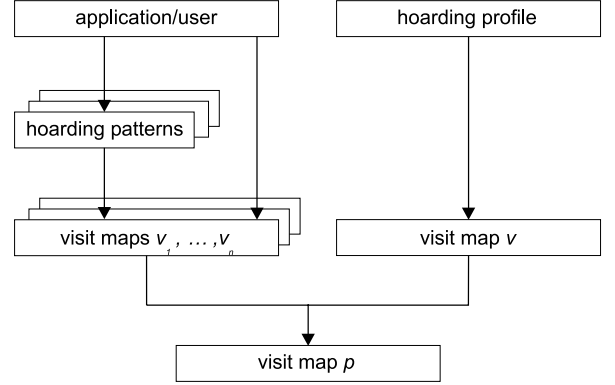 application/user
hoarding profile
hoarding patterns
visit maps v1 , … ,vn
visit map v
visit map p